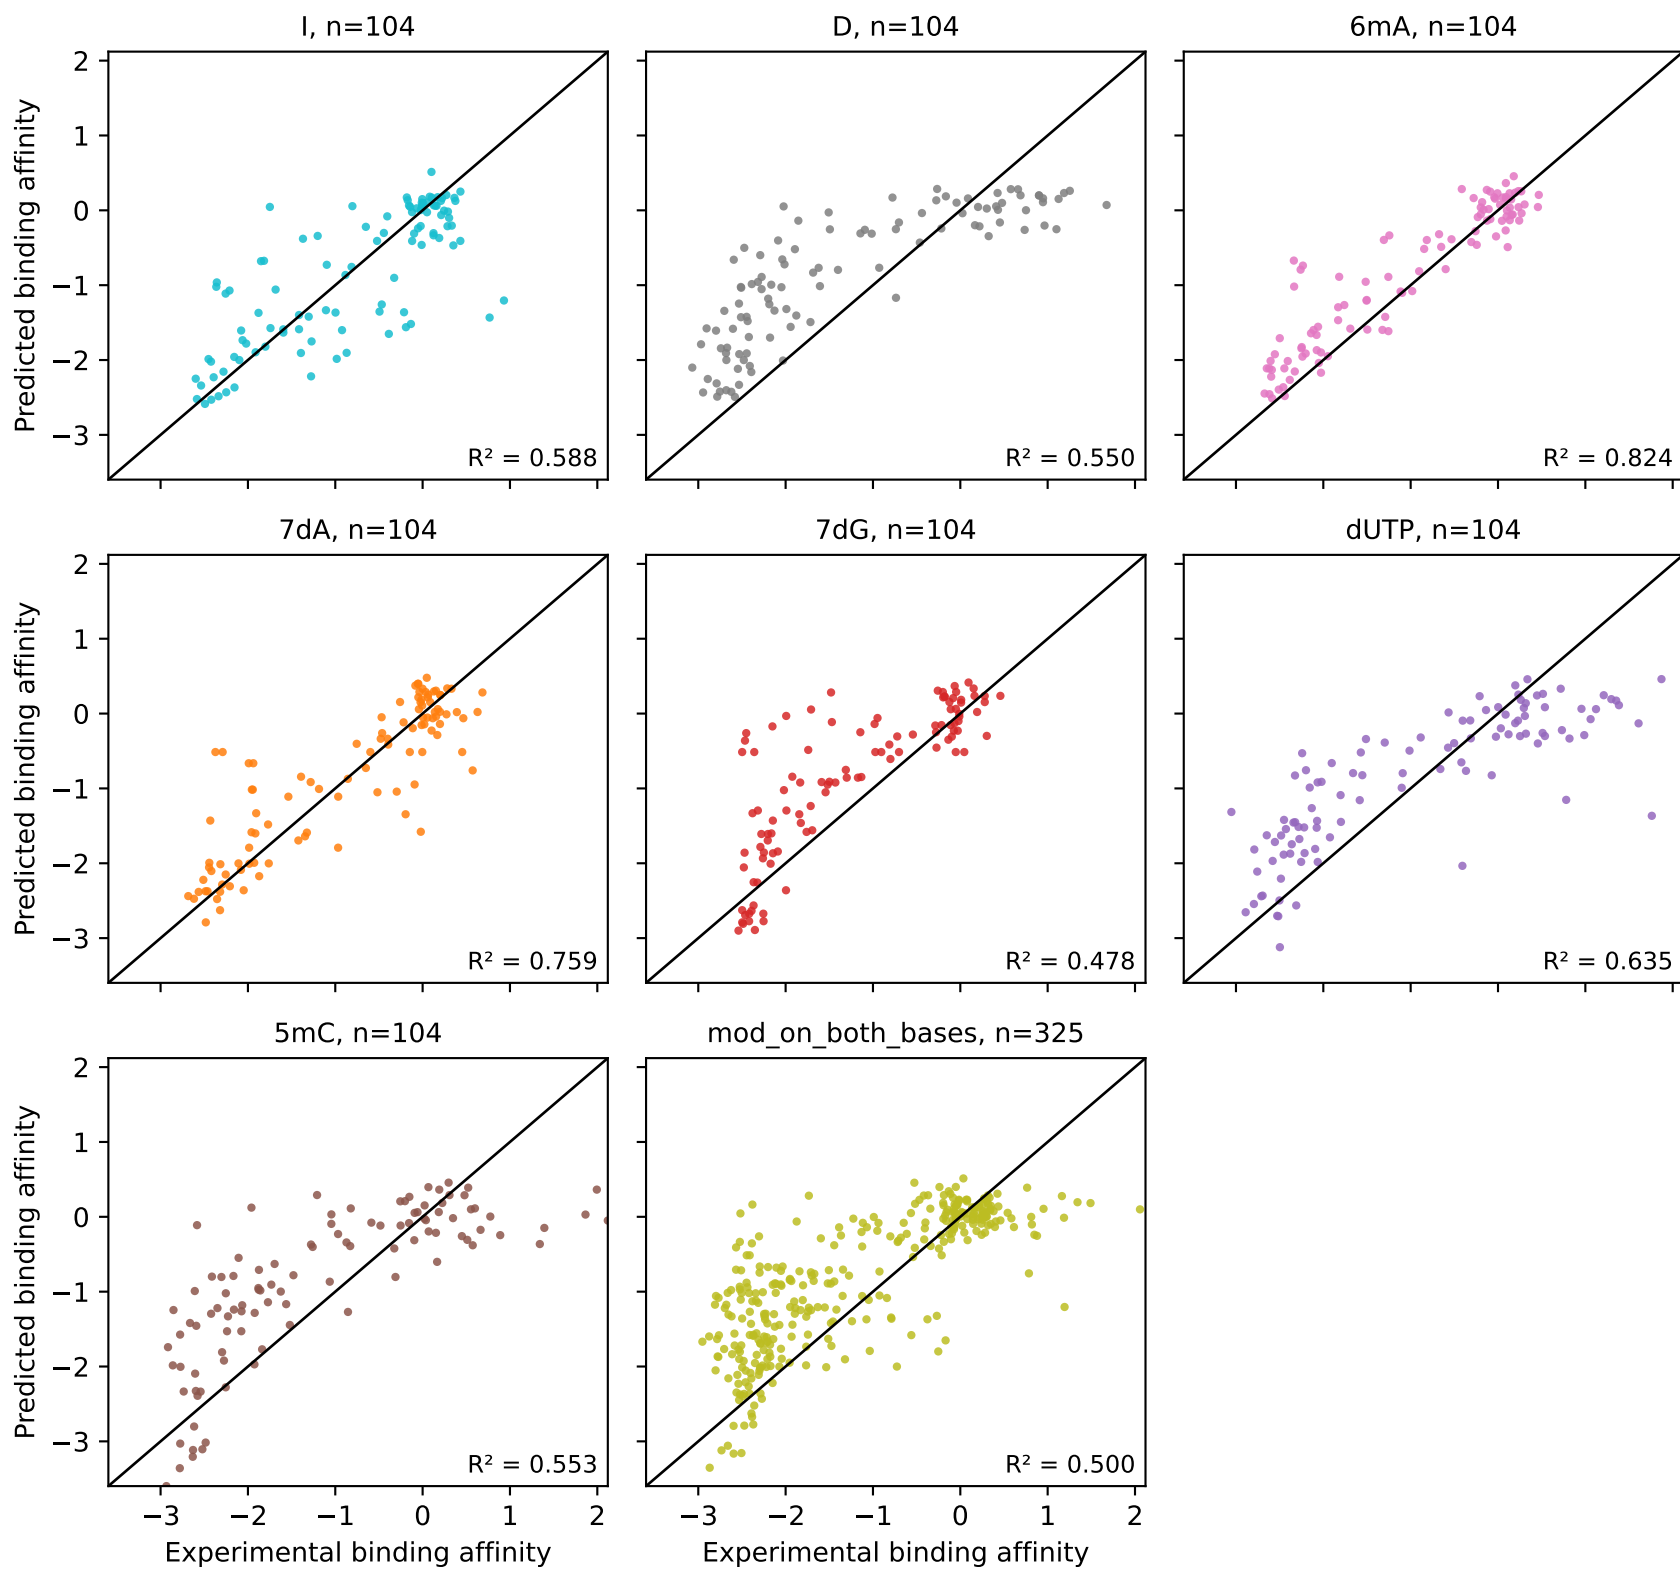 I, n=104
D, n=104
6mA, n=104
Predicted binding affinity
2
1
0
−1
−2
−3
R² = 0.588
R² = 0.550
R² = 0.824
7dA, n=104
7dG, n=104
dUTP, n=104
Predicted binding affinity
2
1
0
−1
−2
−3
R² = 0.759
R² = 0.478
R² = 0.635
5mC, n=104
mod_on_both_bases, n=325
Predicted binding affinity
2
1
0
−1
−2
−3
R² = 0.553
R² = 0.500
−3 −2 −1 0 1 2
−3 −2 −1 0 1 2
Experimental binding affinity
Experimental binding affinity